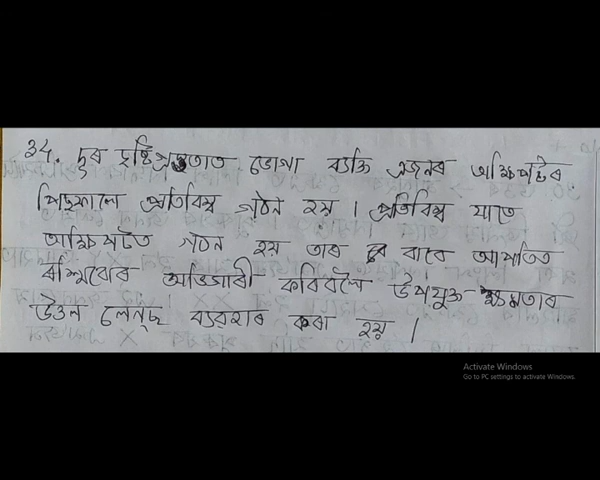 34. দূৰ দৃষ্টিগ্ৰস্ততাত ভোগা ব্যক্তি এজনৰ অক্ষিপটৰ
পিছফালে প্ৰতিবিম্ব গঠন হয়। প্ৰতিবিম্ব যাতে
অক্ষিপটত গঠন হয় তাৰ বাবে আপতিত
ৰশ্মিবোৰ অভিসাৰী কৰিবলৈ উপযুক্ত ক্ষমতাৰ
উত্তল লেন্ছ ব্যৱহাৰ কৰা হয়।
Activate Windows
Go to PC settings to activate Windows.